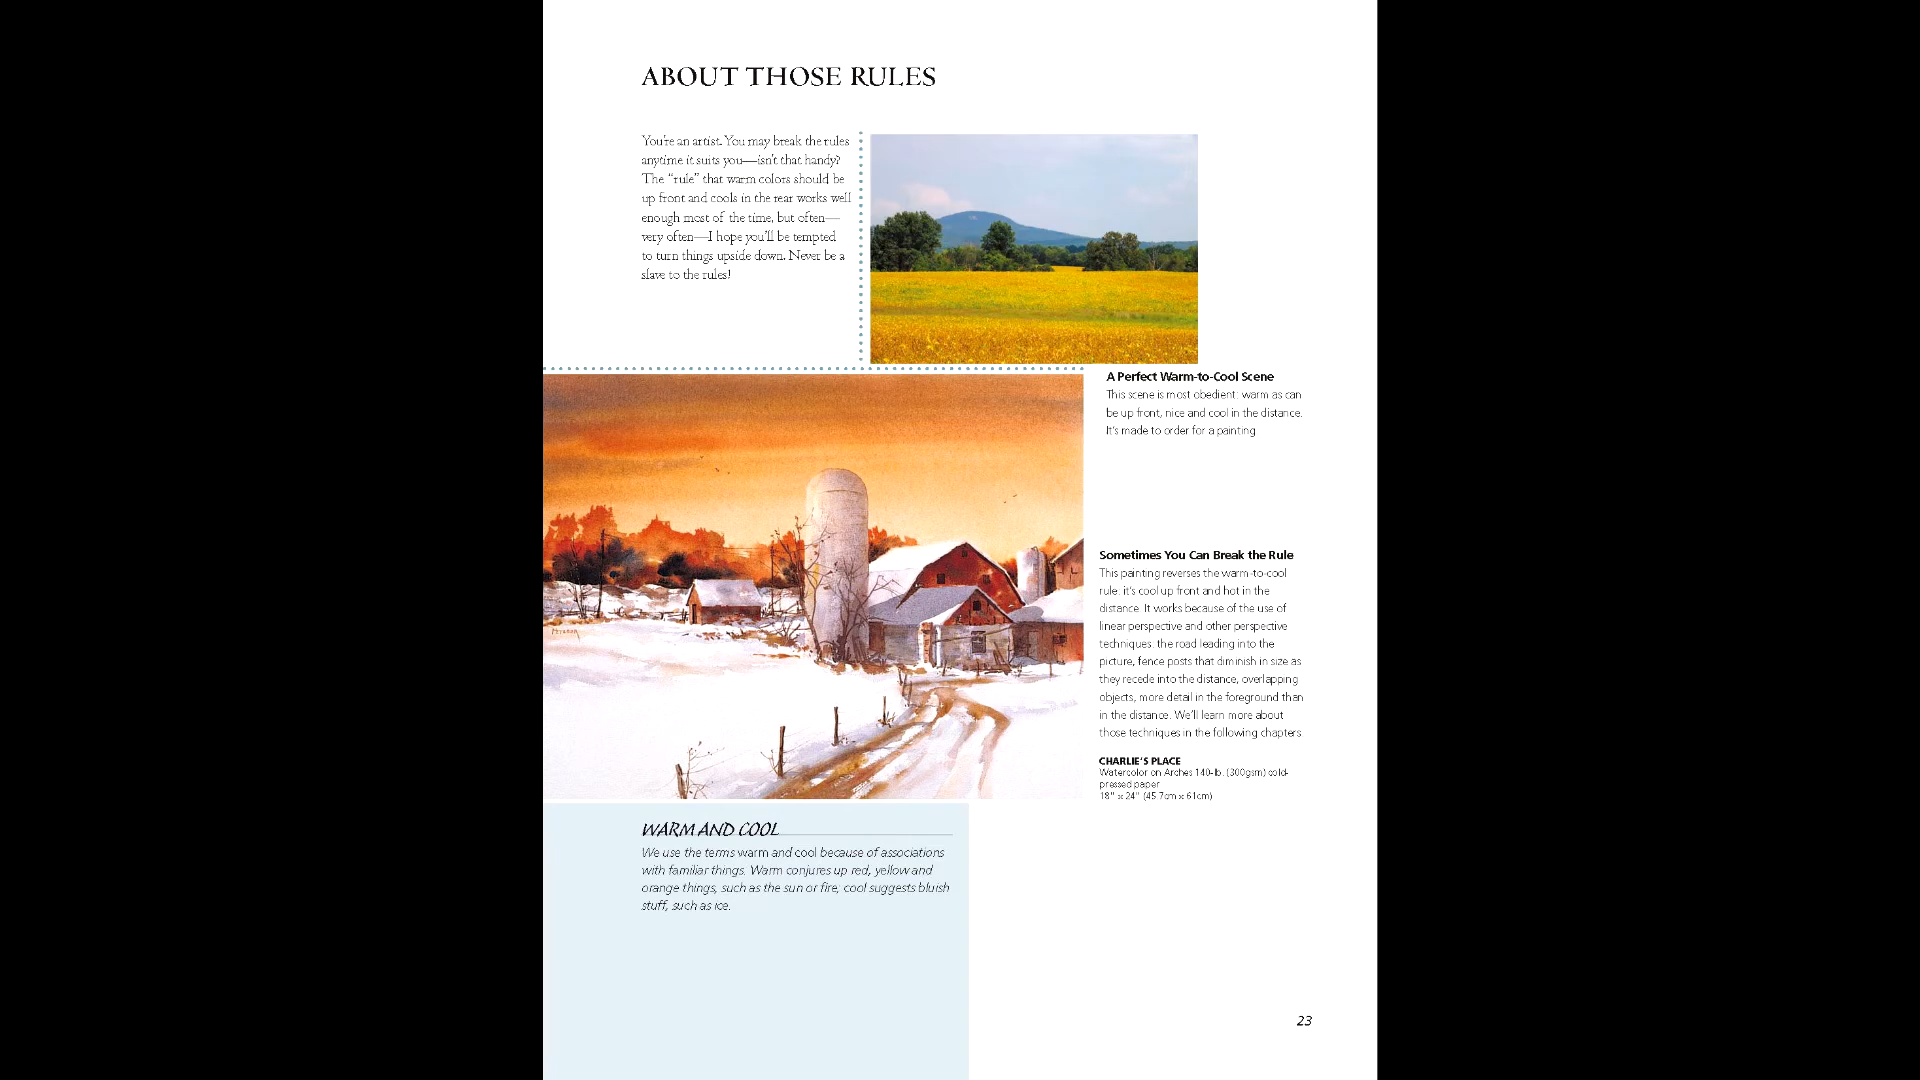 ABOUT THOSE RULES
You're an artist. You may break the rules
anytime it suits you—isn't that handy?
The "rule" that warm colors should be
up front and cools in the rear works well
enough most of the time, but often—
very often—I hope you'll be tempted
to turn things upside down. Never be a
slave to the rules!
A Perfect Warm-to-Cool Scene
This scene is most obedient: warm as can
be up front, nice and cool in the distance.
It's made to order for a painting.
Sometimes You Can Break the Rule
This painting reverses the warm-to-cool
rule: it's cool up front and hot in the
distance. It works because of the use of
linear perspective and other perspective
techniques: the road leading into the
picture, fence posts that diminish in size as
they recede into the distance, overlapping
objects, more detail in the foreground than
in the distance. We'll learn more about
those techniques in the following chapters.
CHARLIE'S PLACE
Watercolor on Arches 140-lb. (300gsm) cold-
pressed paper
18" x 24" (45.7cm x 61cm)
WARM AND COOL
We use the terms warm and cool because of associations
with familiar things. Warm conjures up red, yellow and
orange things, such as the sun or fire; cool suggests bluish
stuff, such as ice.
23